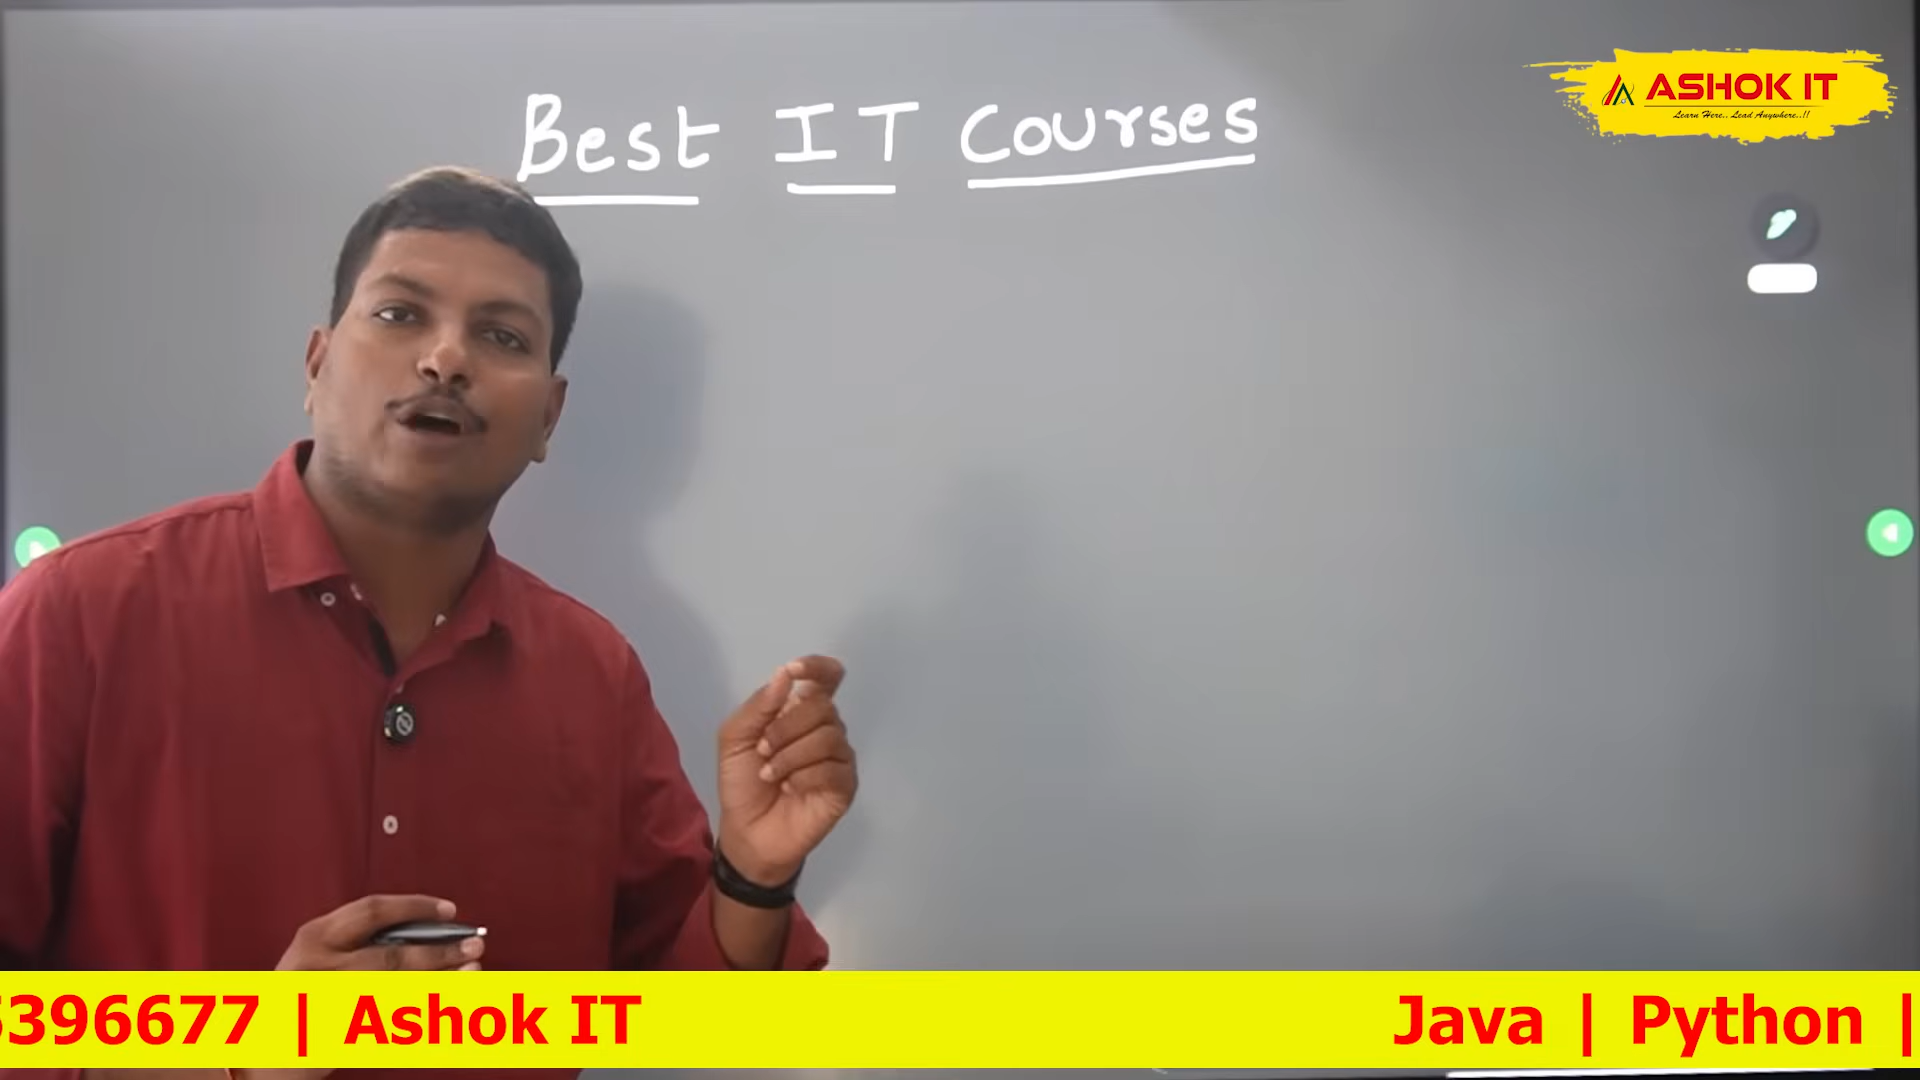 Best IT Courses
ASHOK IT
Learn Here.. Lead Anywhere..!!
396677 | Ashok IT Java | Python |